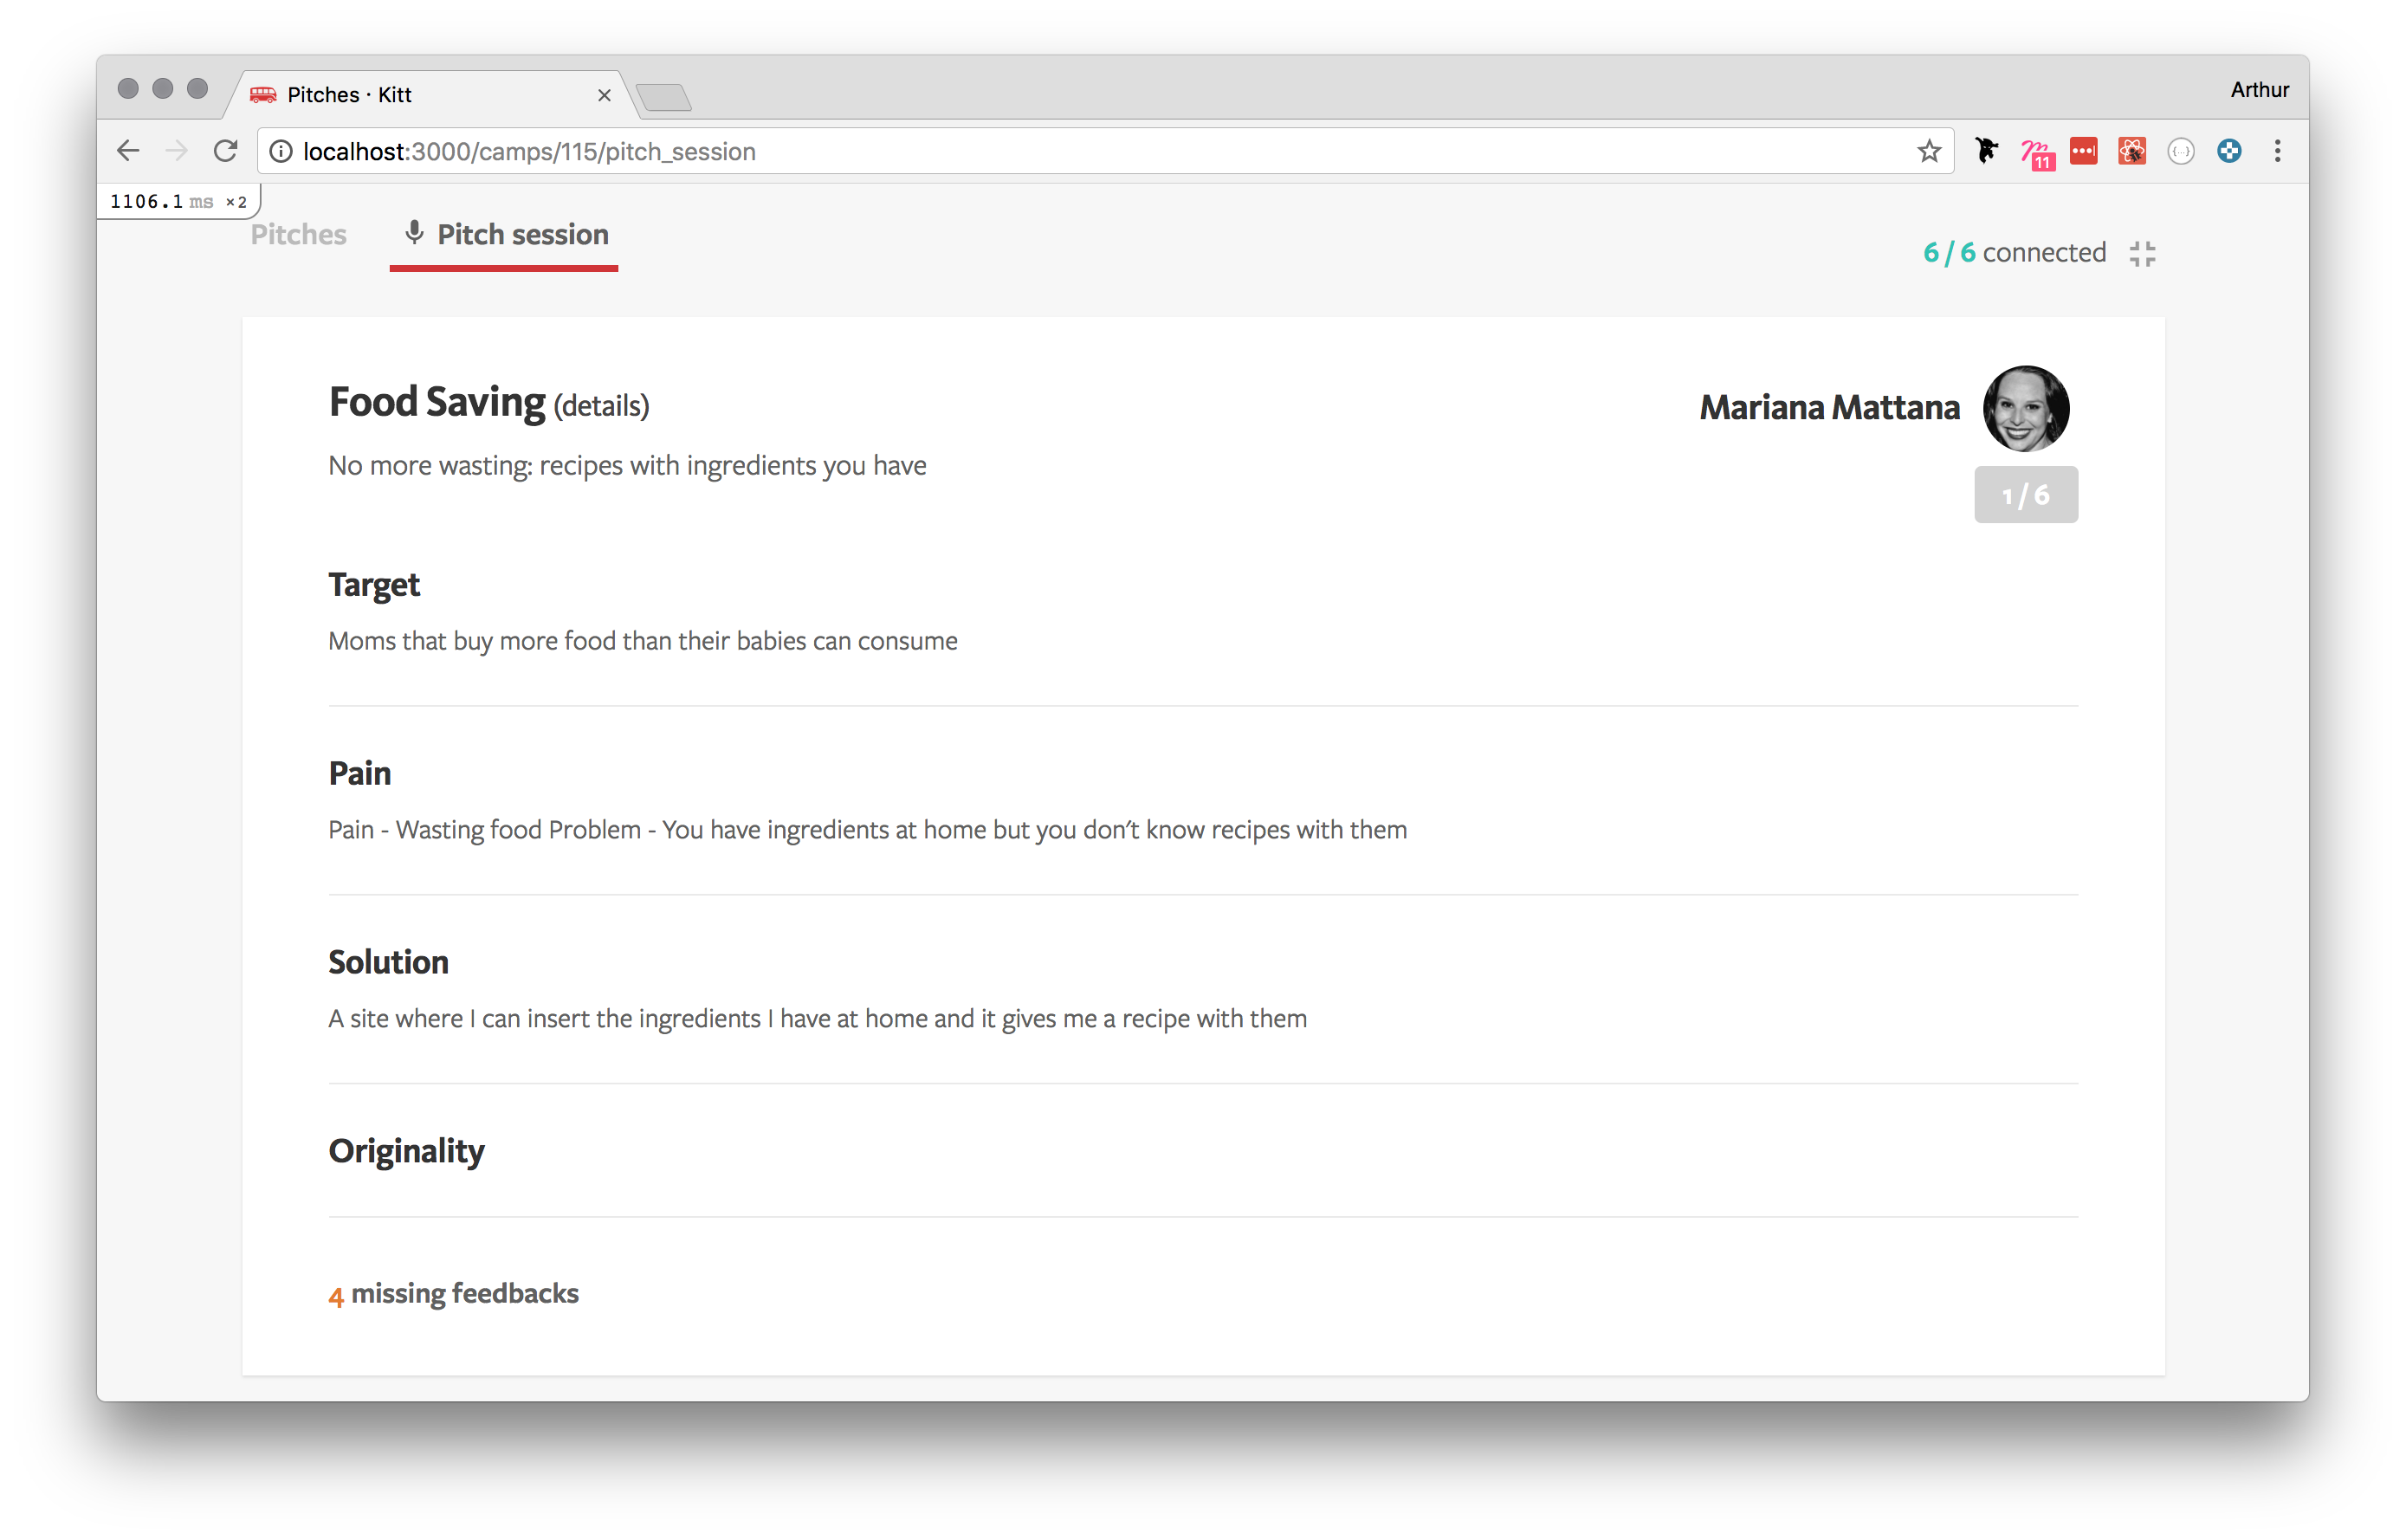 Pitches · Kitt
Arthur
localhost:3000/camps/115/pitch_session
11
1106.1 ms ×2
Pitches
Pitch session
6 / 6 connected
Food Saving (details)
Mariana Mattana
No more wasting: recipes with ingredients you have
1 / 6
Target
Moms that buy more food than their babies can consume
Pain
Pain - Wasting food Problem - You have ingredients at home but you don't know recipes with them
Solution
A site where I can insert the ingredients I have at home and it gives me a recipe with them
Originality
4 missing feedbacks